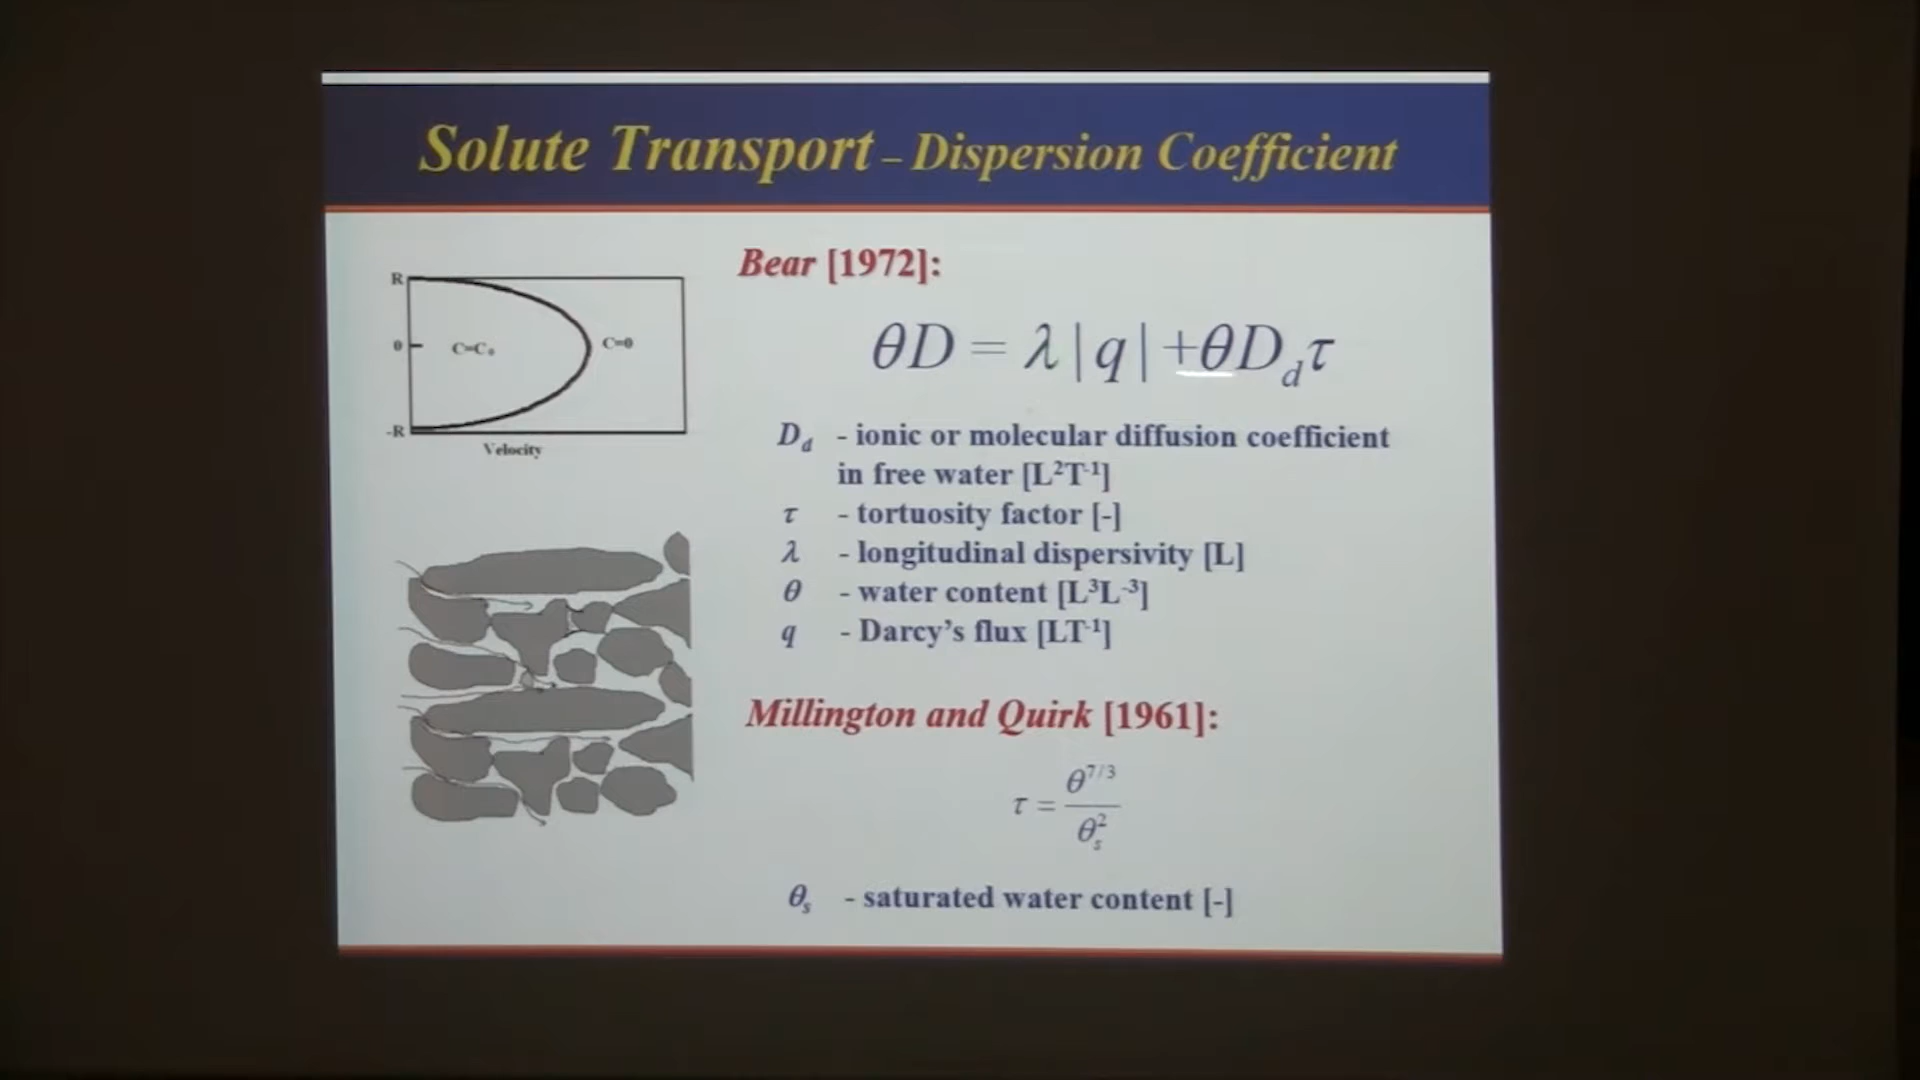 Solute Transport – Dispersion Coefficient
R
0
C=C₀
C=0
-R
Velocity
Bear [1972]:
θD = λ|q|+θD_dτ
D_d - ionic or molecular diffusion coefficient
in free water [L²T⁻¹]
τ - tortuosity factor [-]
λ - longitudinal dispersivity [L]
θ - water content [L³L⁻³]
q - Darcy's flux [LT⁻¹]
Millington and Quirk [1961]:
τ = θ^7/3 / θ_s^2
θ_s - saturated water content [-]